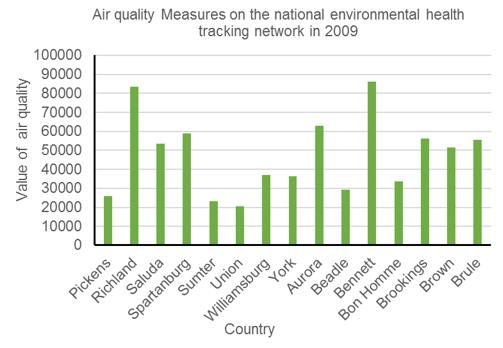 Air quality Measures on the national environmental health
tracking network in 2009
Value of air quality
100000
90000
80000
70000
60000
50000
40000
30000
20000
10000
0
Pickens
Richland
Saluda
Spartanburg
Sumter
Union
Williamsburg
York
Aurora
Beadle
Bennett
Bon Homme
Brookings
Brown
Brule
Country